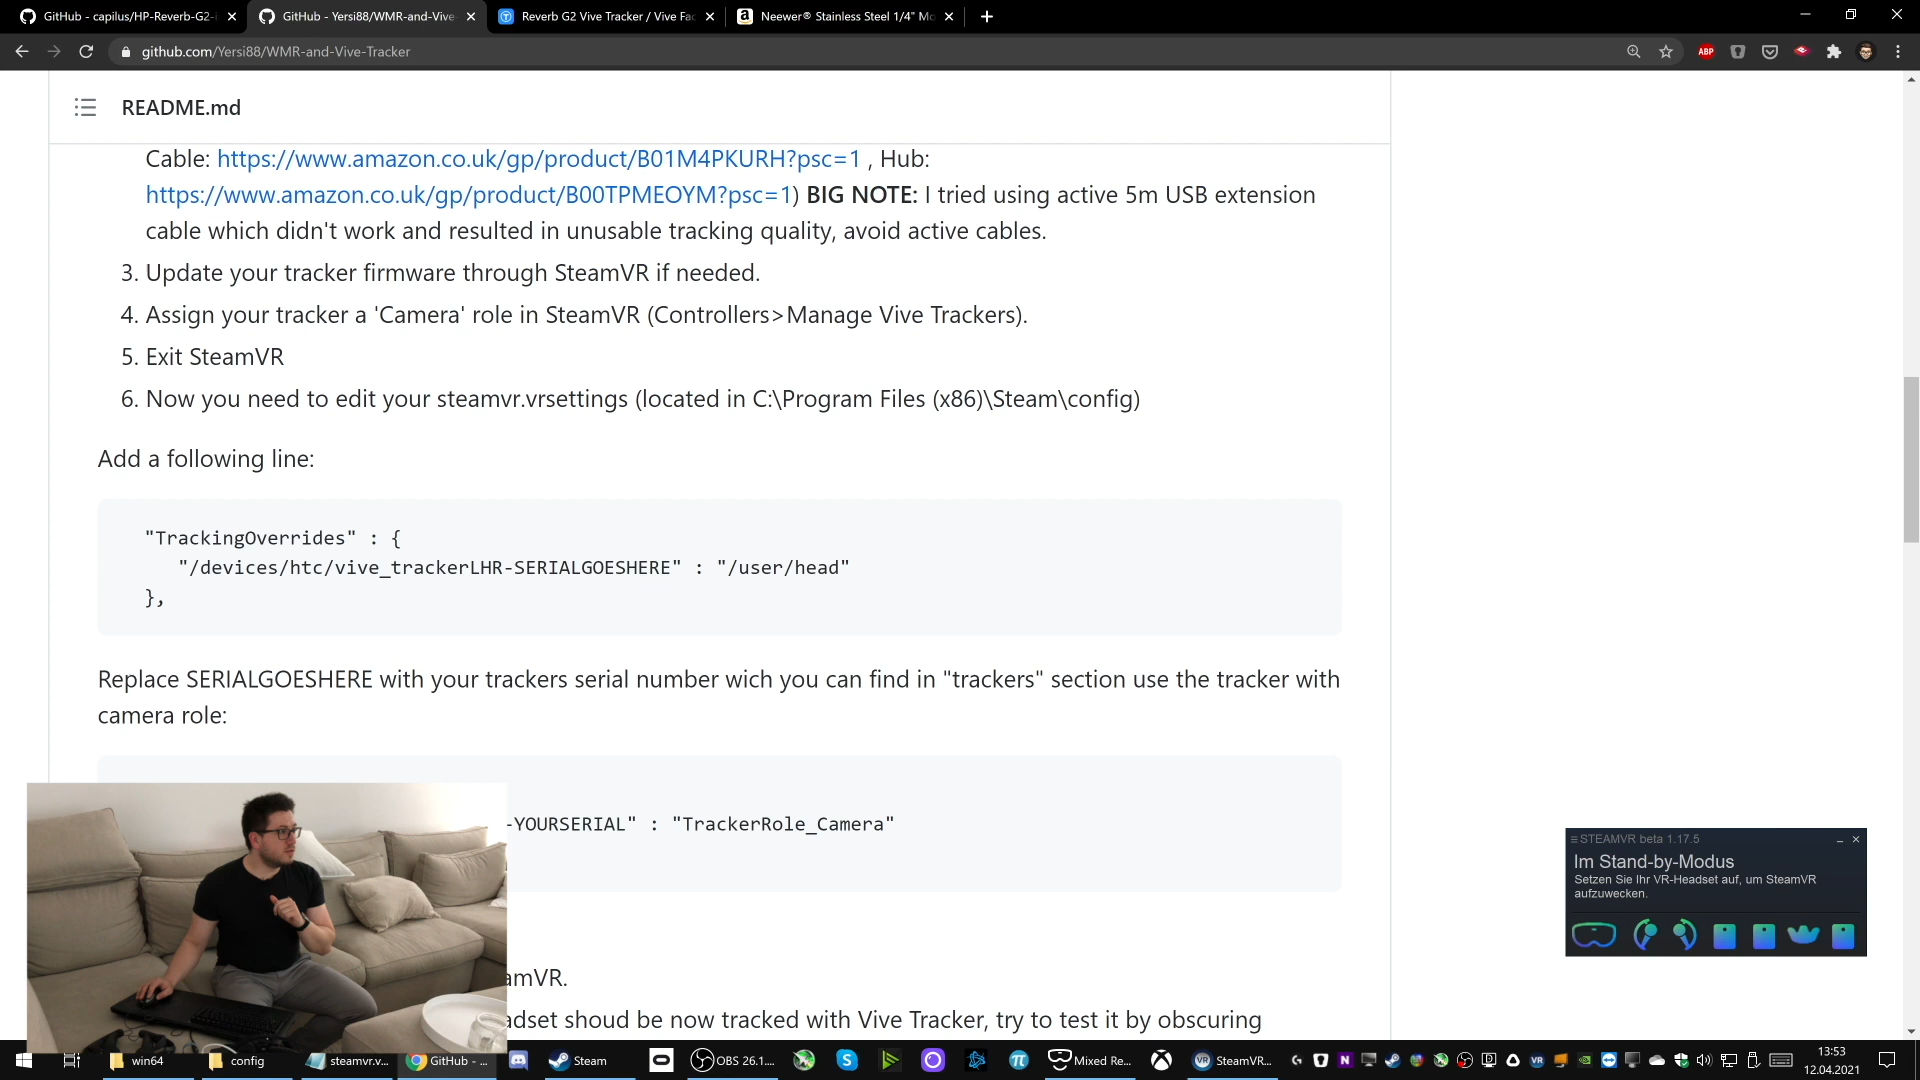 GitHub - capilus/HP-Reverb-G2-i
GitHub - Yersi88/WMR-and-Vive-
Reverb G2 Vive Tracker / Vive Fac
Neewer® Stainless Steel 1/4" Mo
github.com/Yersi88/WMR-and-Vive-Tracker
ABP
README.md
Cable: https://www.amazon.co.uk/gp/product/B01M4PKURH?psc=1 , Hub:
https://www.amazon.co.uk/gp/product/B00TPMEOYM?psc=1) BIG NOTE: I tried using active 5m USB extension
cable which didn't work and resulted in unusable tracking quality, avoid active cables.
3. Update your tracker firmware through SteamVR if needed.
4. Assign your tracker a 'Camera' role in SteamVR (Controllers>Manage Vive Trackers).
5. Exit SteamVR
6. Now you need to edit your steamvr.vrsettings (located in C:\Program Files (x86)\Steam\config)
Add a following line:
"TrackingOverrides" : {
"/devices/htc/vive_trackerLHR-SERIALGOESHERE" : "/user/head"
},
Replace SERIALGOESHERE with your trackers serial number wich you can find in "trackers" section use the tracker with
camera role:
-YOURSERIAL" : "TrackerRole_Camera"
STEAMVR beta 1.17.5
Im Stand-by-Modus
Setzen Sie Ihr VR-Headset auf, um SteamVR
aufzuwecken.
amVR.
adset shoud be now tracked with Vive Tracker, try to test it by obscuring
win64
config
steamvr.v...
GitHub - ...
Steam
OBS 26.1....
Mixed Re...
SteamVR...
13:53
12.04.2021